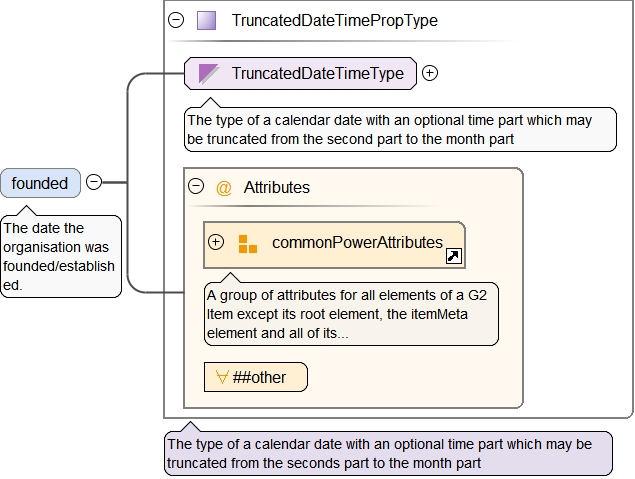 TruncatedDateTimePropType
TruncatedDateTimeType
The type of a calendar date with an optional time part which may
be truncated from the second part to the month part
founded
The date the
organisation was
founded/establish
ed.
@ Attributes
commonPowerAttributes
A group of attributes for all elements of a G2
Item except its root element, the itemMeta
element and all of its...
∀ ##other
The type of a calendar date with an optional time part which may be
truncated from the seconds part to the month part